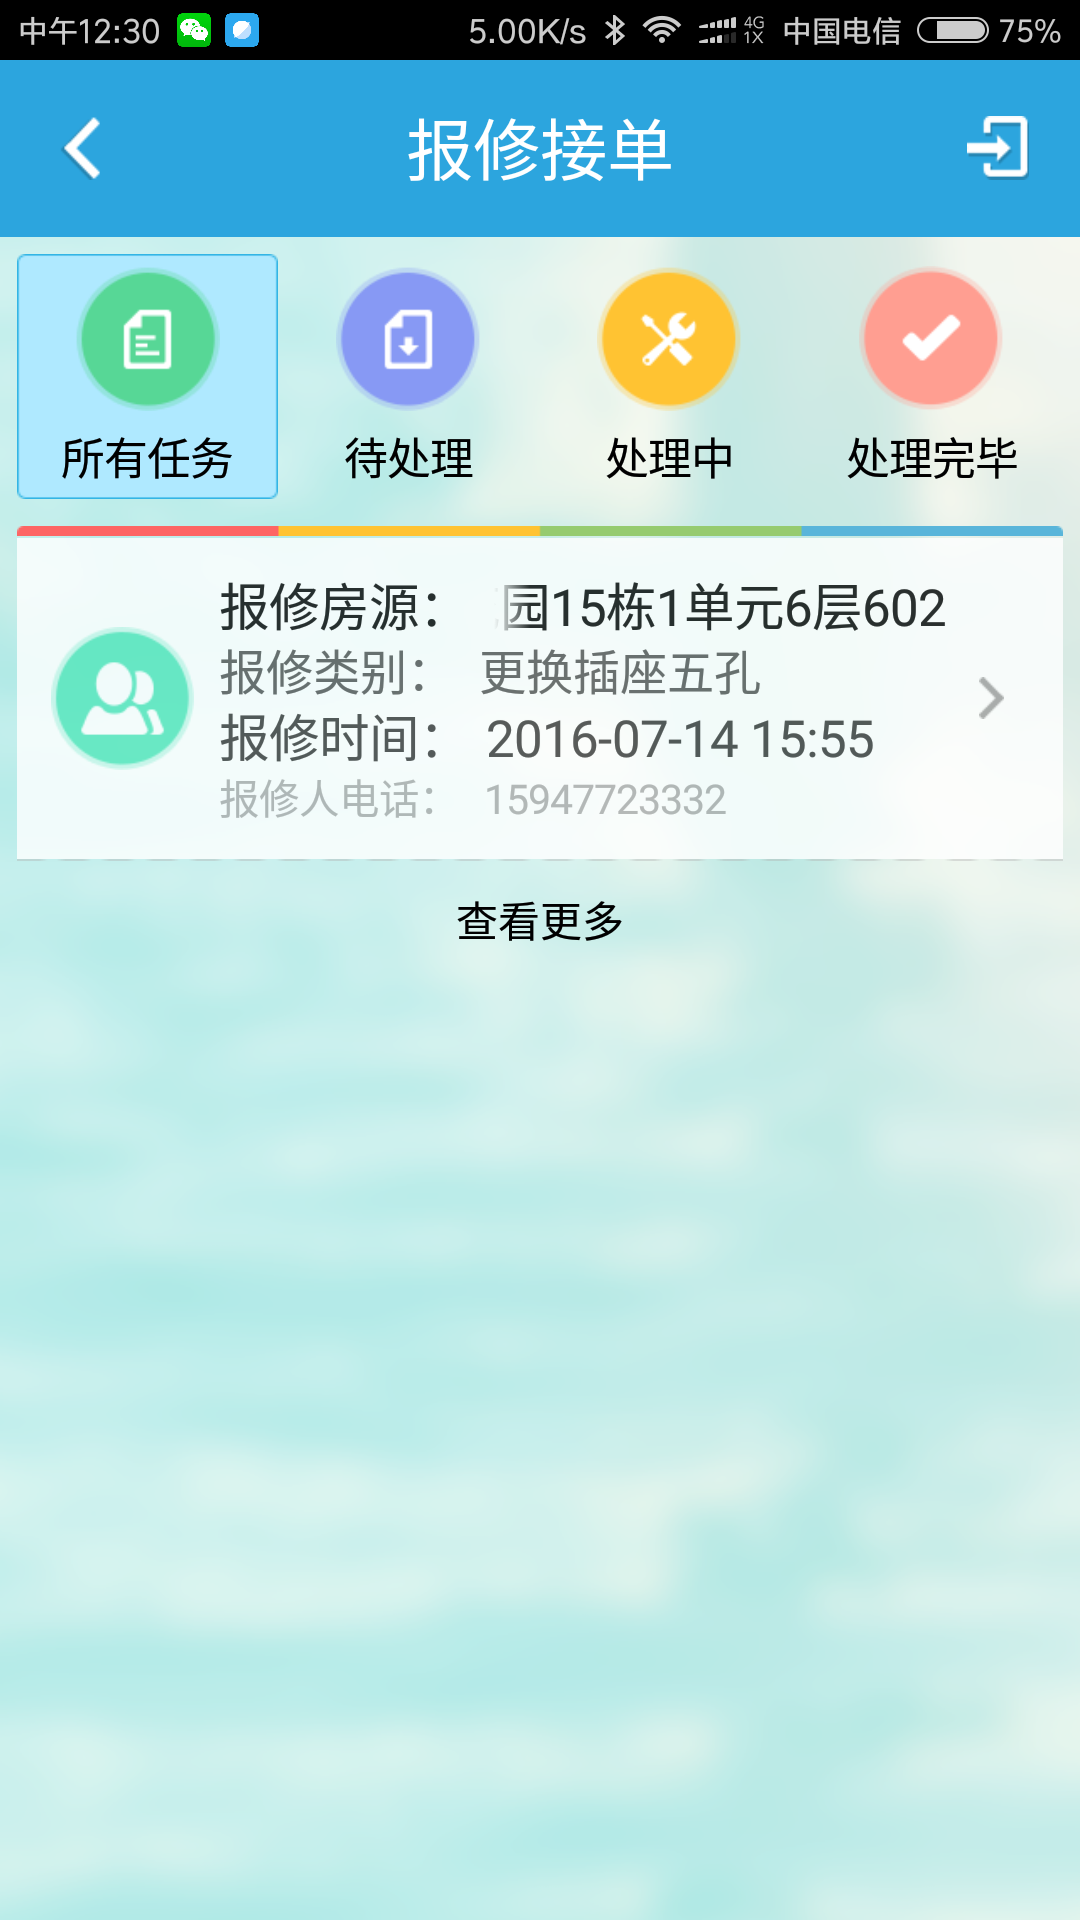 中午12:30 5.00K/s 4G 1X 中国电信 75%
报修接单
所有任务 待处理 处理中 处理完毕
报修房源： 园15栋1单元6层602
报修类别： 更换插座五孔
报修时间： 2016-07-14 15:55
报修人电话： 15947723332
查看更多